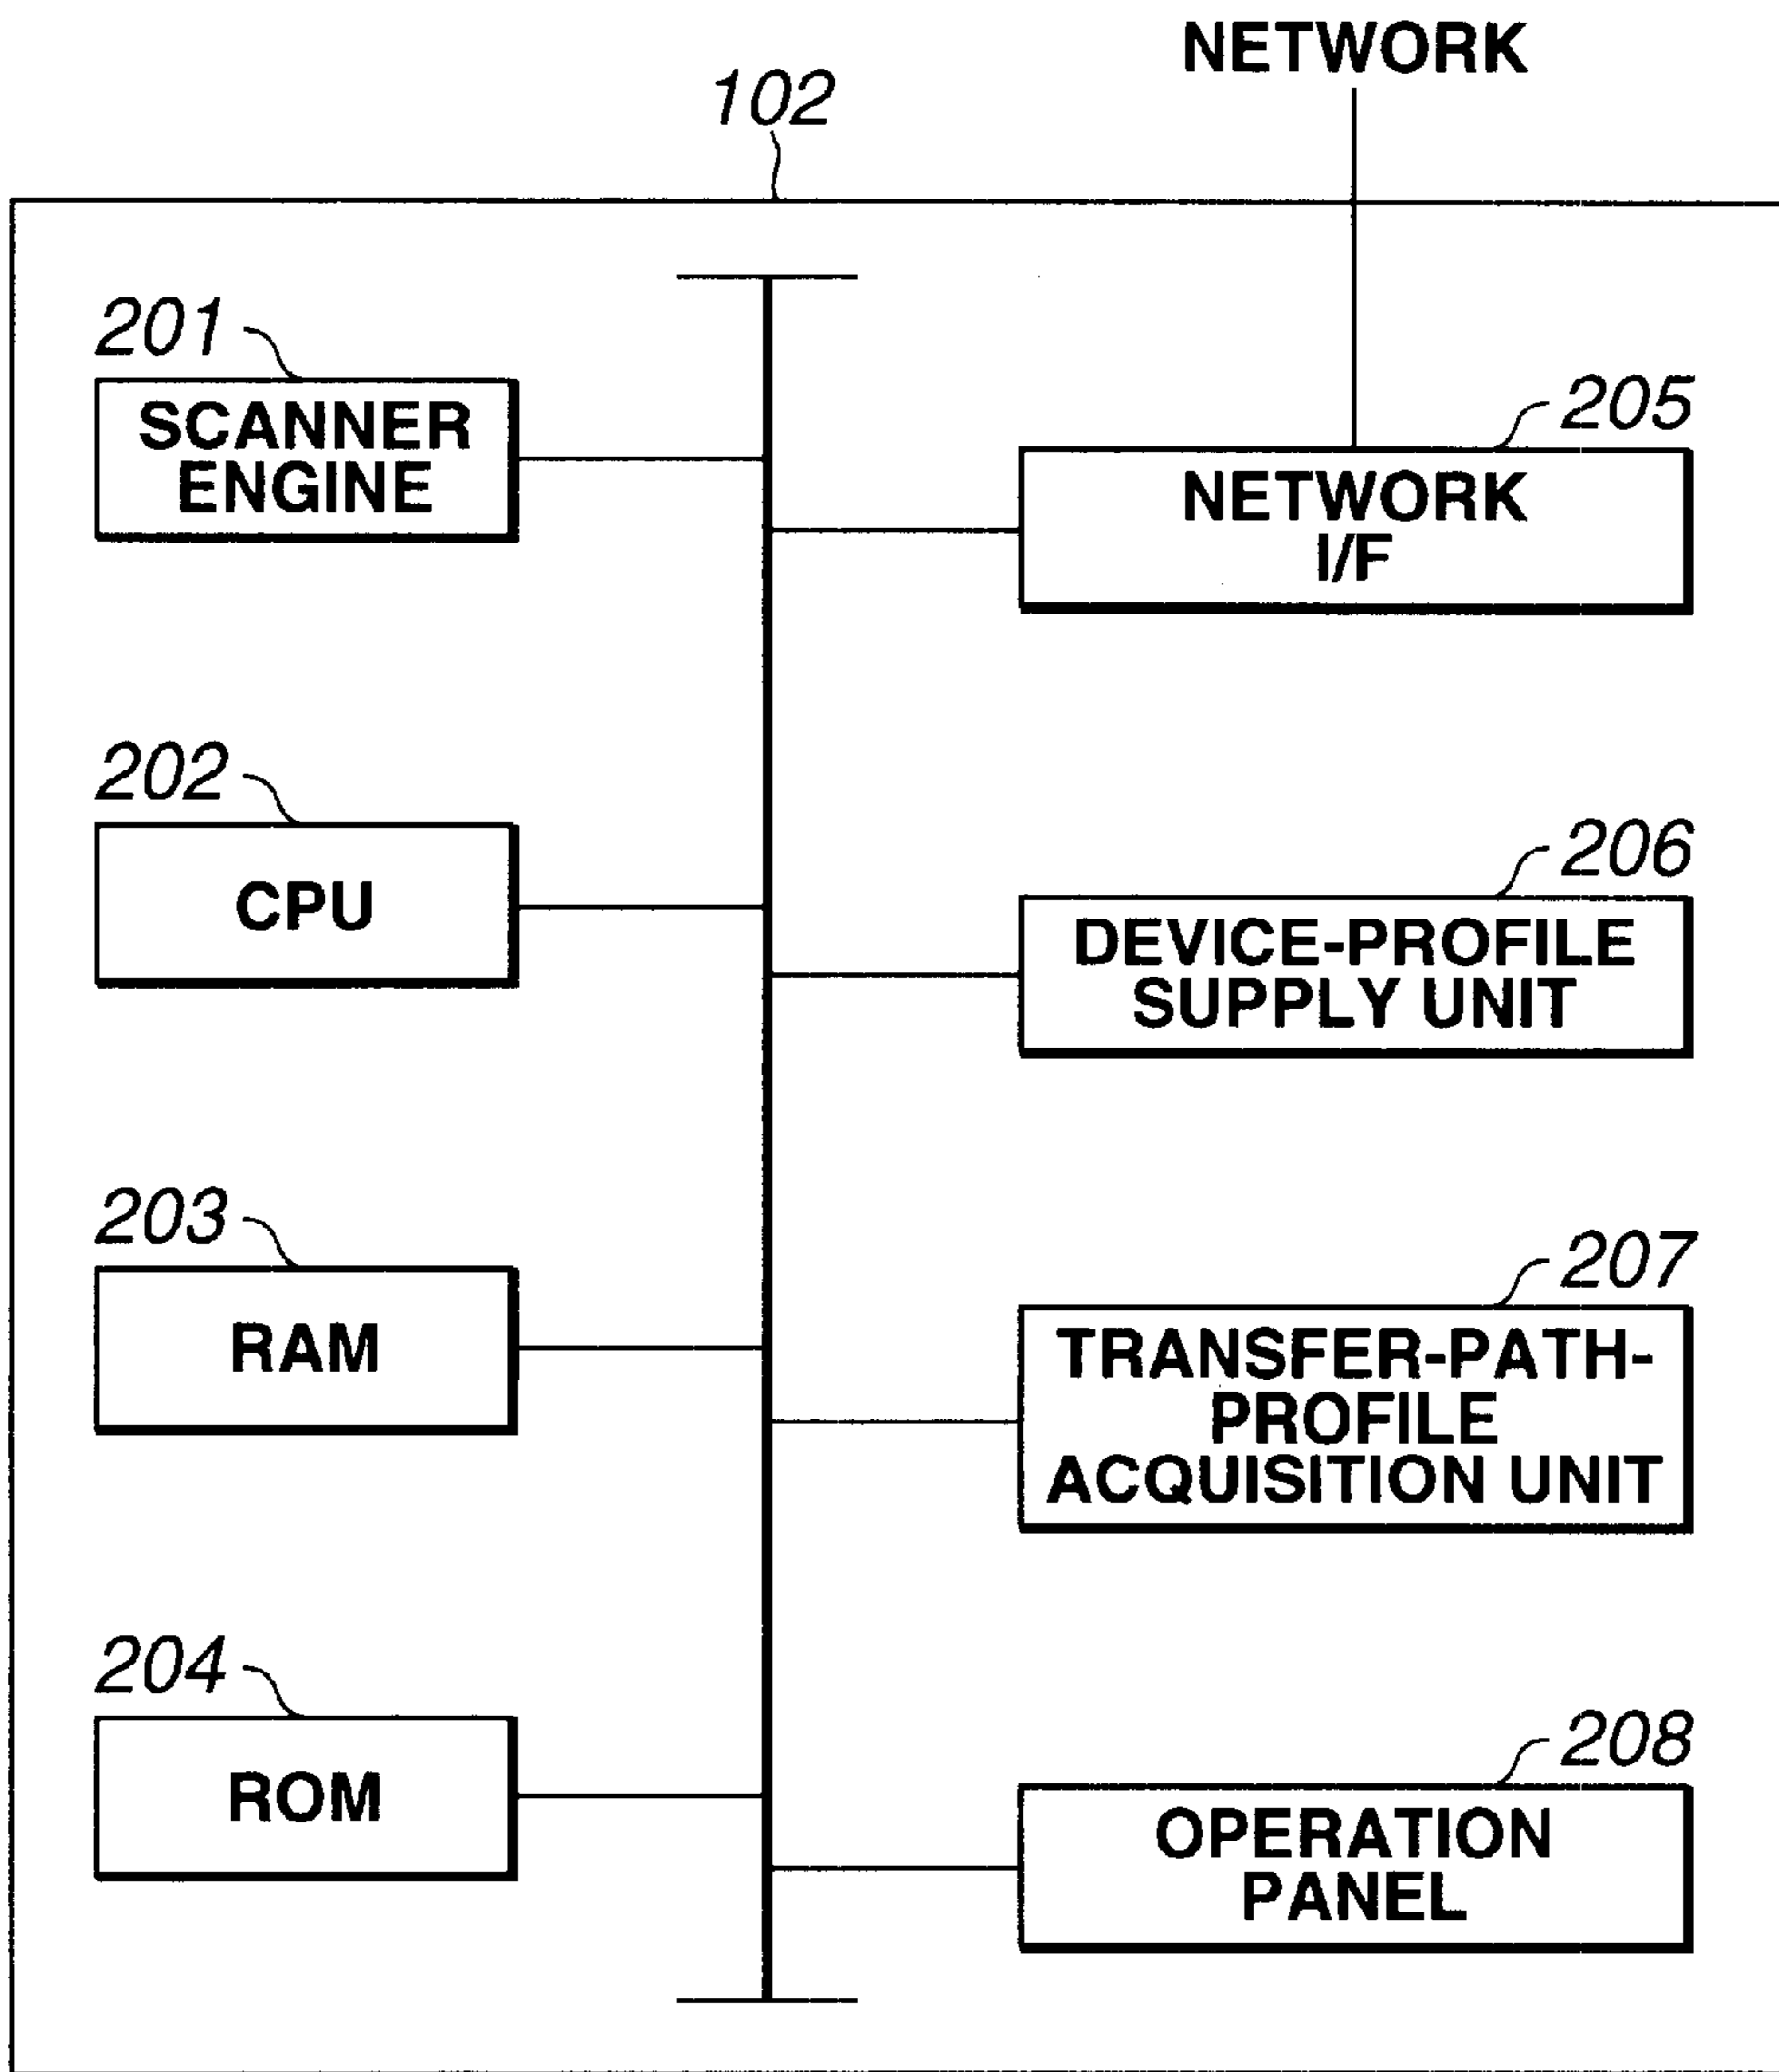 NETWORK
102
201
SCANNER
ENGINE
205
NETWORK
I/F
202
CPU
206
DEVICE-PROFILE
SUPPLY UNIT
203
RAM
207
TRANSFER-PATH-
PROFILE
ACQUISITION UNIT
204
ROM
208
OPERATION
PANEL